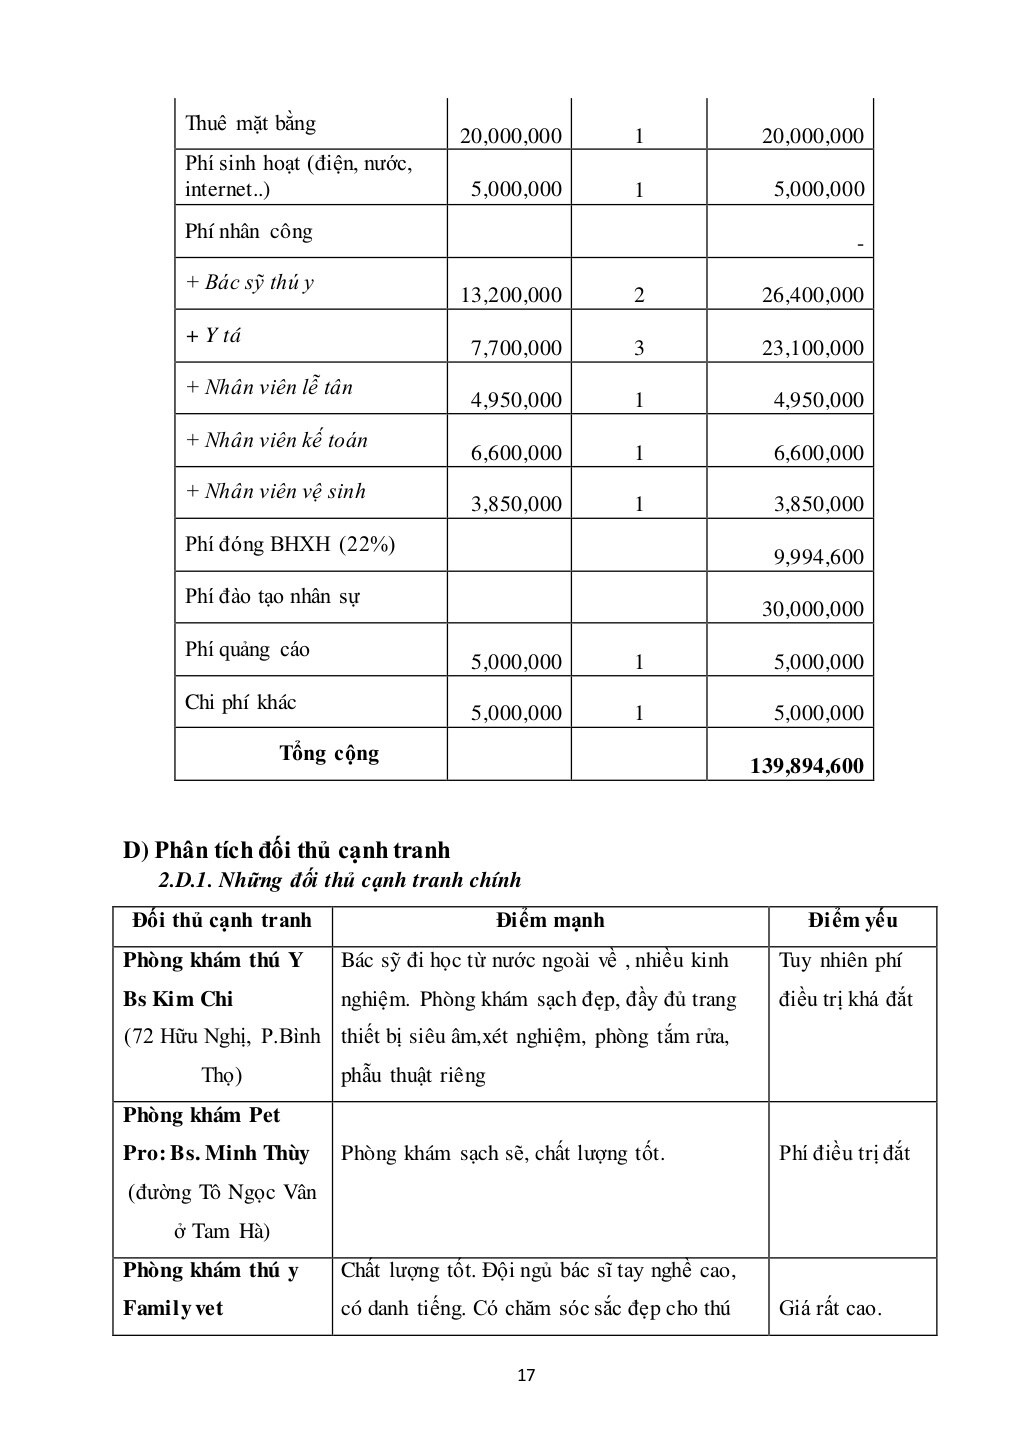 Thuê mặt bằng 20,000,000 1 20,000,000
Phí sinh hoạt (điện, nước,
internet..) 5,000,000 1 5,000,000
Phí nhân công -
+ Bác sỹ thú y 13,200,000 2 26,400,000
+ Y tá 7,700,000 3 23,100,000
+ Nhân viên lễ tân 4,950,000 1 4,950,000
+ Nhân viên kế toán 6,600,000 1 6,600,000
+ Nhân viên vệ sinh 3,850,000 1 3,850,000
Phí đóng BHXH (22%) 9,994,600
Phí đào tạo nhân sự 30,000,000
Phí quảng cáo 5,000,000 1 5,000,000
Chi phí khác 5,000,000 1 5,000,000
Tổng cộng 139,894,600
D) Phân tích đối thủ cạnh tranh
2.D.1. Những đối thủ cạnh tranh chính
Đối thủ cạnh tranh Điểm mạnh Điểm yếu
Phòng khám thú Y Bác sỹ đi học từ nước ngoài về , nhiều kinh Tuy nhiên phí
Bs Kim Chi nghiệm. Phòng khám sạch đẹp, đầy đủ trang điều trị khá đắt
(72 Hữu Nghị, P.Bình thiết bị siêu âm,xét nghiệm, phòng tắm rửa,
Thọ) phẫu thuật riêng
Phòng khám Pet
Pro: Bs. Minh Thùy Phòng khám sạch sẽ, chất lượng tốt. Phí điều trị đắt
(đường Tô Ngọc Vân
ở Tam Hà)
Phòng khám thú y Chất lượng tốt. Đội ngủ bác sĩ tay nghề cao,
Family vet có danh tiếng. Có chăm sóc sắc đẹp cho thú Giá rất cao.
17